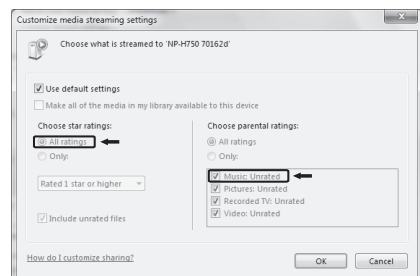 Customize media streaming settings
x
Choose what is streamed to 'NP-H750 70162d'
Use default settings
Make all of the media in my library available to this device
Choose star ratings:
All ratings
Only:
Rated 1 star or higher
Include unrated files
Choose parental ratings:
All ratings
Only:
Music: Unrated
Pictures: Unrated
Recorded TV: Unrated
Video: Unrated
How do I customize sharing?
OK
Cancel